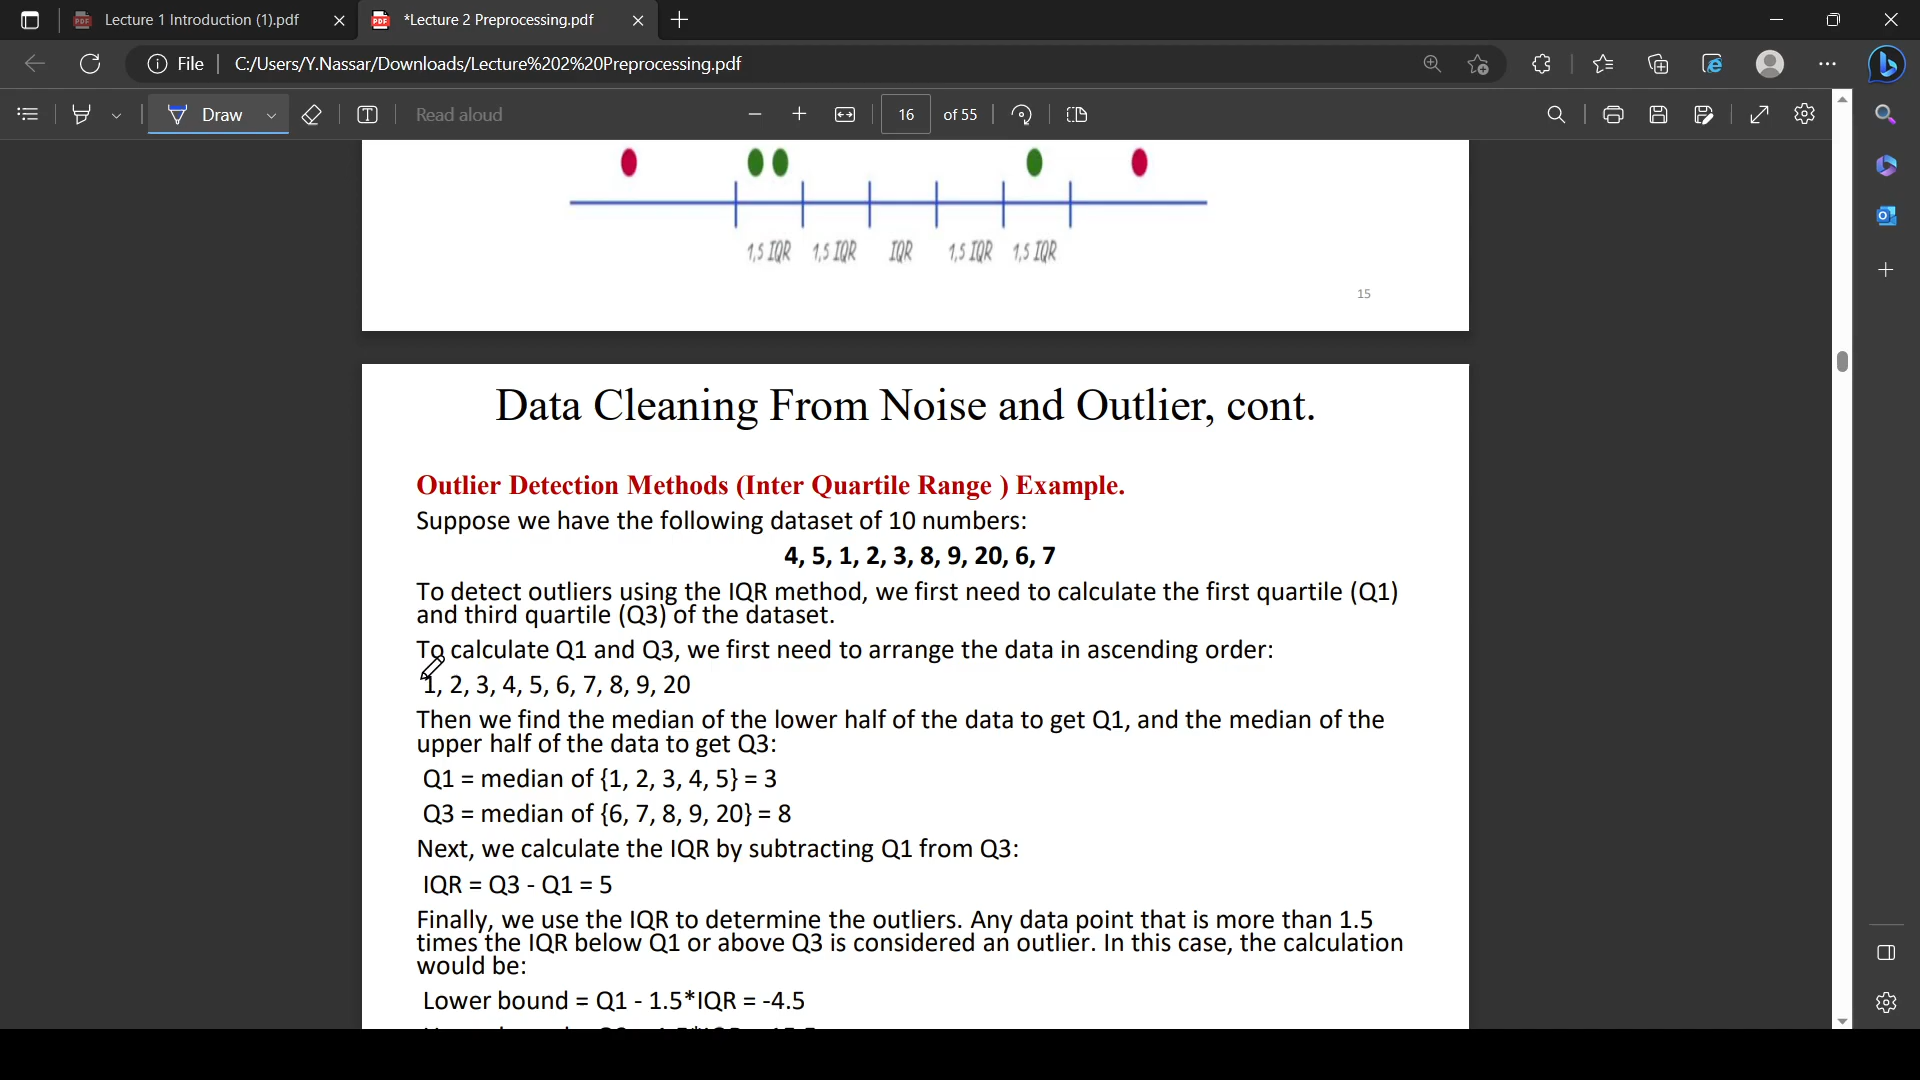 Lecture 1 Introduction (1).pdf
*Lecture 2 Preprocessing.pdf
File
C:/Users/Y.Nassar/Downloads/Lecture%202%20Preprocessing.pdf
Draw
Read aloud
16 of 55
1,5 IQR 1,5 IQR IQR 1,5 IQR 1,5 IQR
15
Data Cleaning From Noise and Outlier, cont.
Outlier Detection Methods (Inter Quartile Range ) Example.
Suppose we have the following dataset of 10 numbers:
4, 5, 1, 2, 3, 8, 9, 20, 6, 7
To detect outliers using the IQR method, we first need to calculate the first quartile (Q1)
and third quartile (Q3) of the dataset.
To calculate Q1 and Q3, we first need to arrange the data in ascending order:
1, 2, 3, 4, 5, 6, 7, 8, 9, 20
Then we find the median of the lower half of the data to get Q1, and the median of the
upper half of the data to get Q3:
Q1 = median of {1, 2, 3, 4, 5} = 3
Q3 = median of {6, 7, 8, 9, 20} = 8
Next, we calculate the IQR by subtracting Q1 from Q3:
IQR = Q3 - Q1 = 5
Finally, we use the IQR to determine the outliers. Any data point that is more than 1.5
times the IQR below Q1 or above Q3 is considered an outlier. In this case, the calculation
would be:
Lower bound = Q1 - 1.5*IQR = -4.5